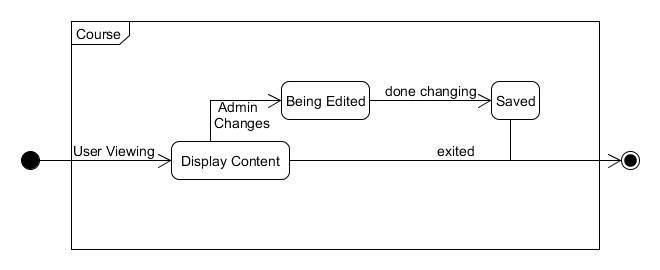 Course
Admin
Changes
Being Edited
done changing
Saved
User Viewing
Display Content
exited